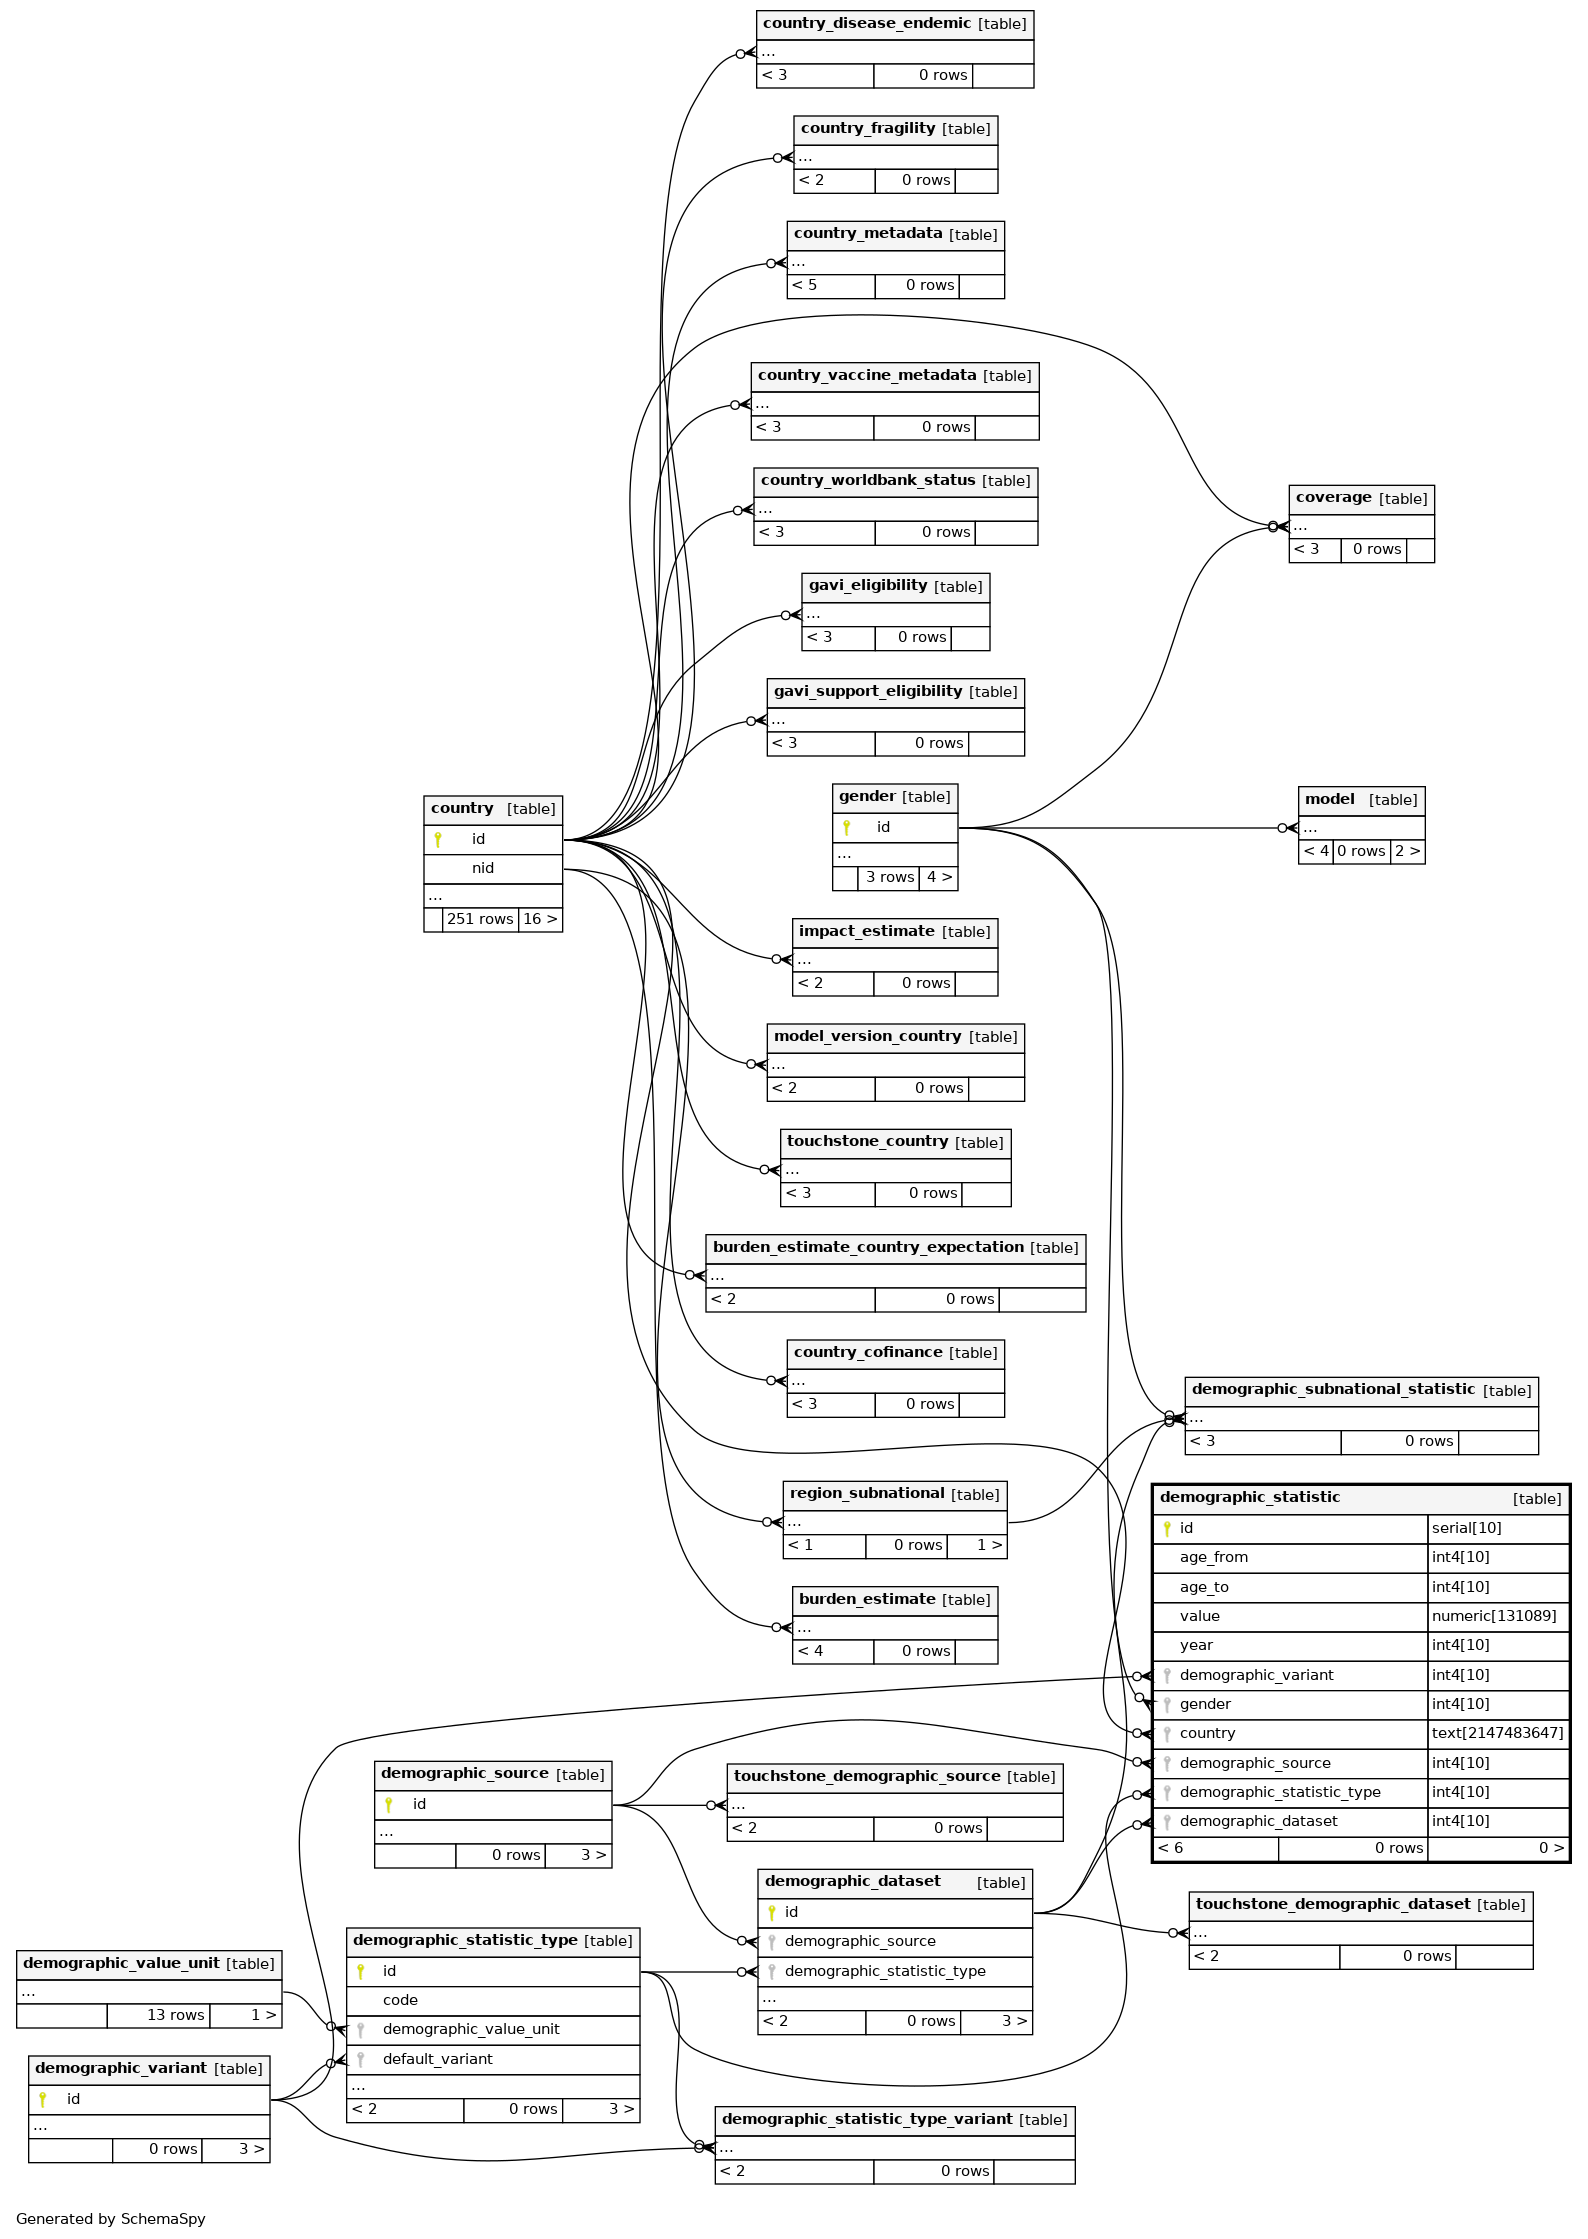 country_disease_endemic [table]
...
< 3 0 rows
country_fragility [table]
...
< 2 0 rows
country_metadata [table]
...
< 5 0 rows
country_vaccine_metadata [table]
...
< 3 0 rows
country_worldbank_status [table]
...
< 3 0 rows
coverage [table]
...
< 3 0 rows
gavi_eligibility [table]
...
< 3 0 rows
gavi_support_eligibility [table]
...
< 3 0 rows
country [table]
id
nid
...
251 rows 16 >
gender [table]
id
...
3 rows 4 >
model [table]
...
< 4 0 rows 2 >
impact_estimate [table]
...
< 2 0 rows
model_version_country [table]
...
< 2 0 rows
touchstone_country [table]
...
< 3 0 rows
burden_estimate_country_expectation [table]
...
< 2 0 rows
country_cofinance [table]
...
< 3 0 rows
demographic_subnational_statistic [table]
...
< 3 0 rows
region_subnational [table]
...
< 1 0 rows 1 >
burden_estimate [table]
...
< 4 0 rows
demographic_statistic [table]
id serial[10]
age_from int4[10]
age_to int4[10]
value numeric[131089]
year int4[10]
demographic_variant int4[10]
gender int4[10]
country text[2147483647]
demographic_source int4[10]
demographic_statistic_type int4[10]
demographic_dataset int4[10]
< 6 0 rows 0 >
demographic_source [table]
id
...
0 rows 3 >
touchstone_demographic_source [table]
...
< 2 0 rows
demographic_dataset [table]
id
demographic_source
demographic_statistic_type
...
< 2 0 rows 3 >
touchstone_demographic_dataset [table]
...
< 2 0 rows
demographic_value_unit [table]
...
13 rows 1 >
demographic_statistic_type [table]
id
code
demographic_value_unit
default_variant
...
< 2 0 rows 3 >
demographic_variant [table]
id
...
0 rows 3 >
demographic_statistic_type_variant [table]
...
< 2 0 rows
Generated by SchemaSpy